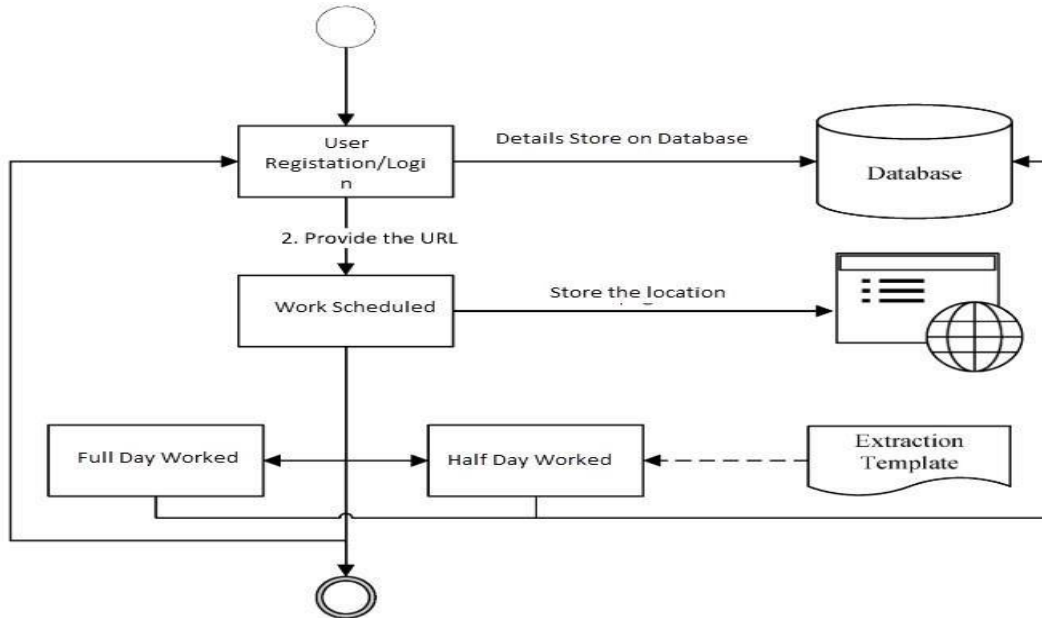 User
Registation/Logi
n
Details Store on Database
Database
2. Provide the URL
Work Scheduled
Store the location
Full Day Worked
Half Day Worked
Extraction
Template